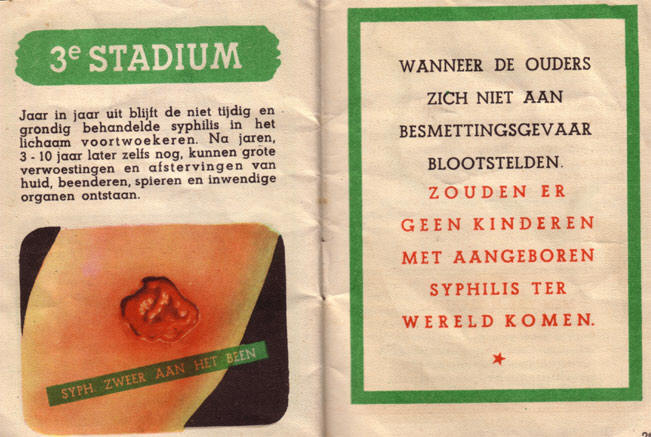 3e STADIUM
Jaar in jaar uit blijft de niet tijdig en
grondig behandelde syphilis in het
lichaam voortwoekeren. Na jaren,
3 - 10 jaar later zelfs nog, kunnen grote
verwoestingen en afstervingen van
huid, beenderen, spieren en inwendige
organen ontstaan.
SYPH. ZWEER AAN HET BEEN
WANNEER DE OUDERS
ZICH NIET AAN
BESMETTINGSGEVAAR
BLOOTSTELDEN.
ZOUDEN ER
GEEN KINDEREN
MET AANGEBOREN
SYPHILIS TER
WERELD KOMEN.